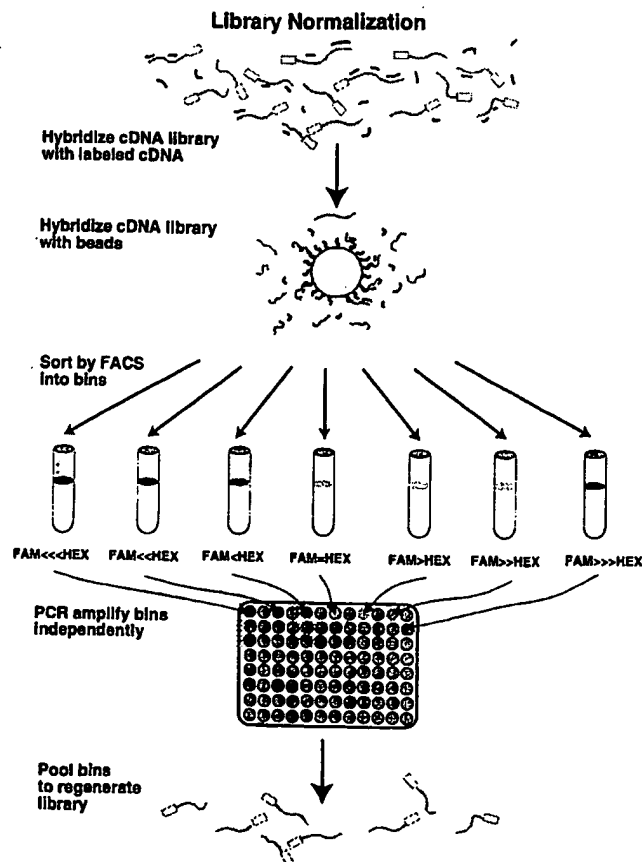 Library Normalization
Hybridize cDNA library
with labeled cDNA
Hybridize cDNA library
with beads
Sort by FACS
into bins
FAM<<<HEX
FAM<<HEX
FAM<HEX
FAM=HEX
FAM>HEX
FAM>>HEX
FAM>>>HEX
PCR amplify bins
independently
Pool bins
to regenerate
library